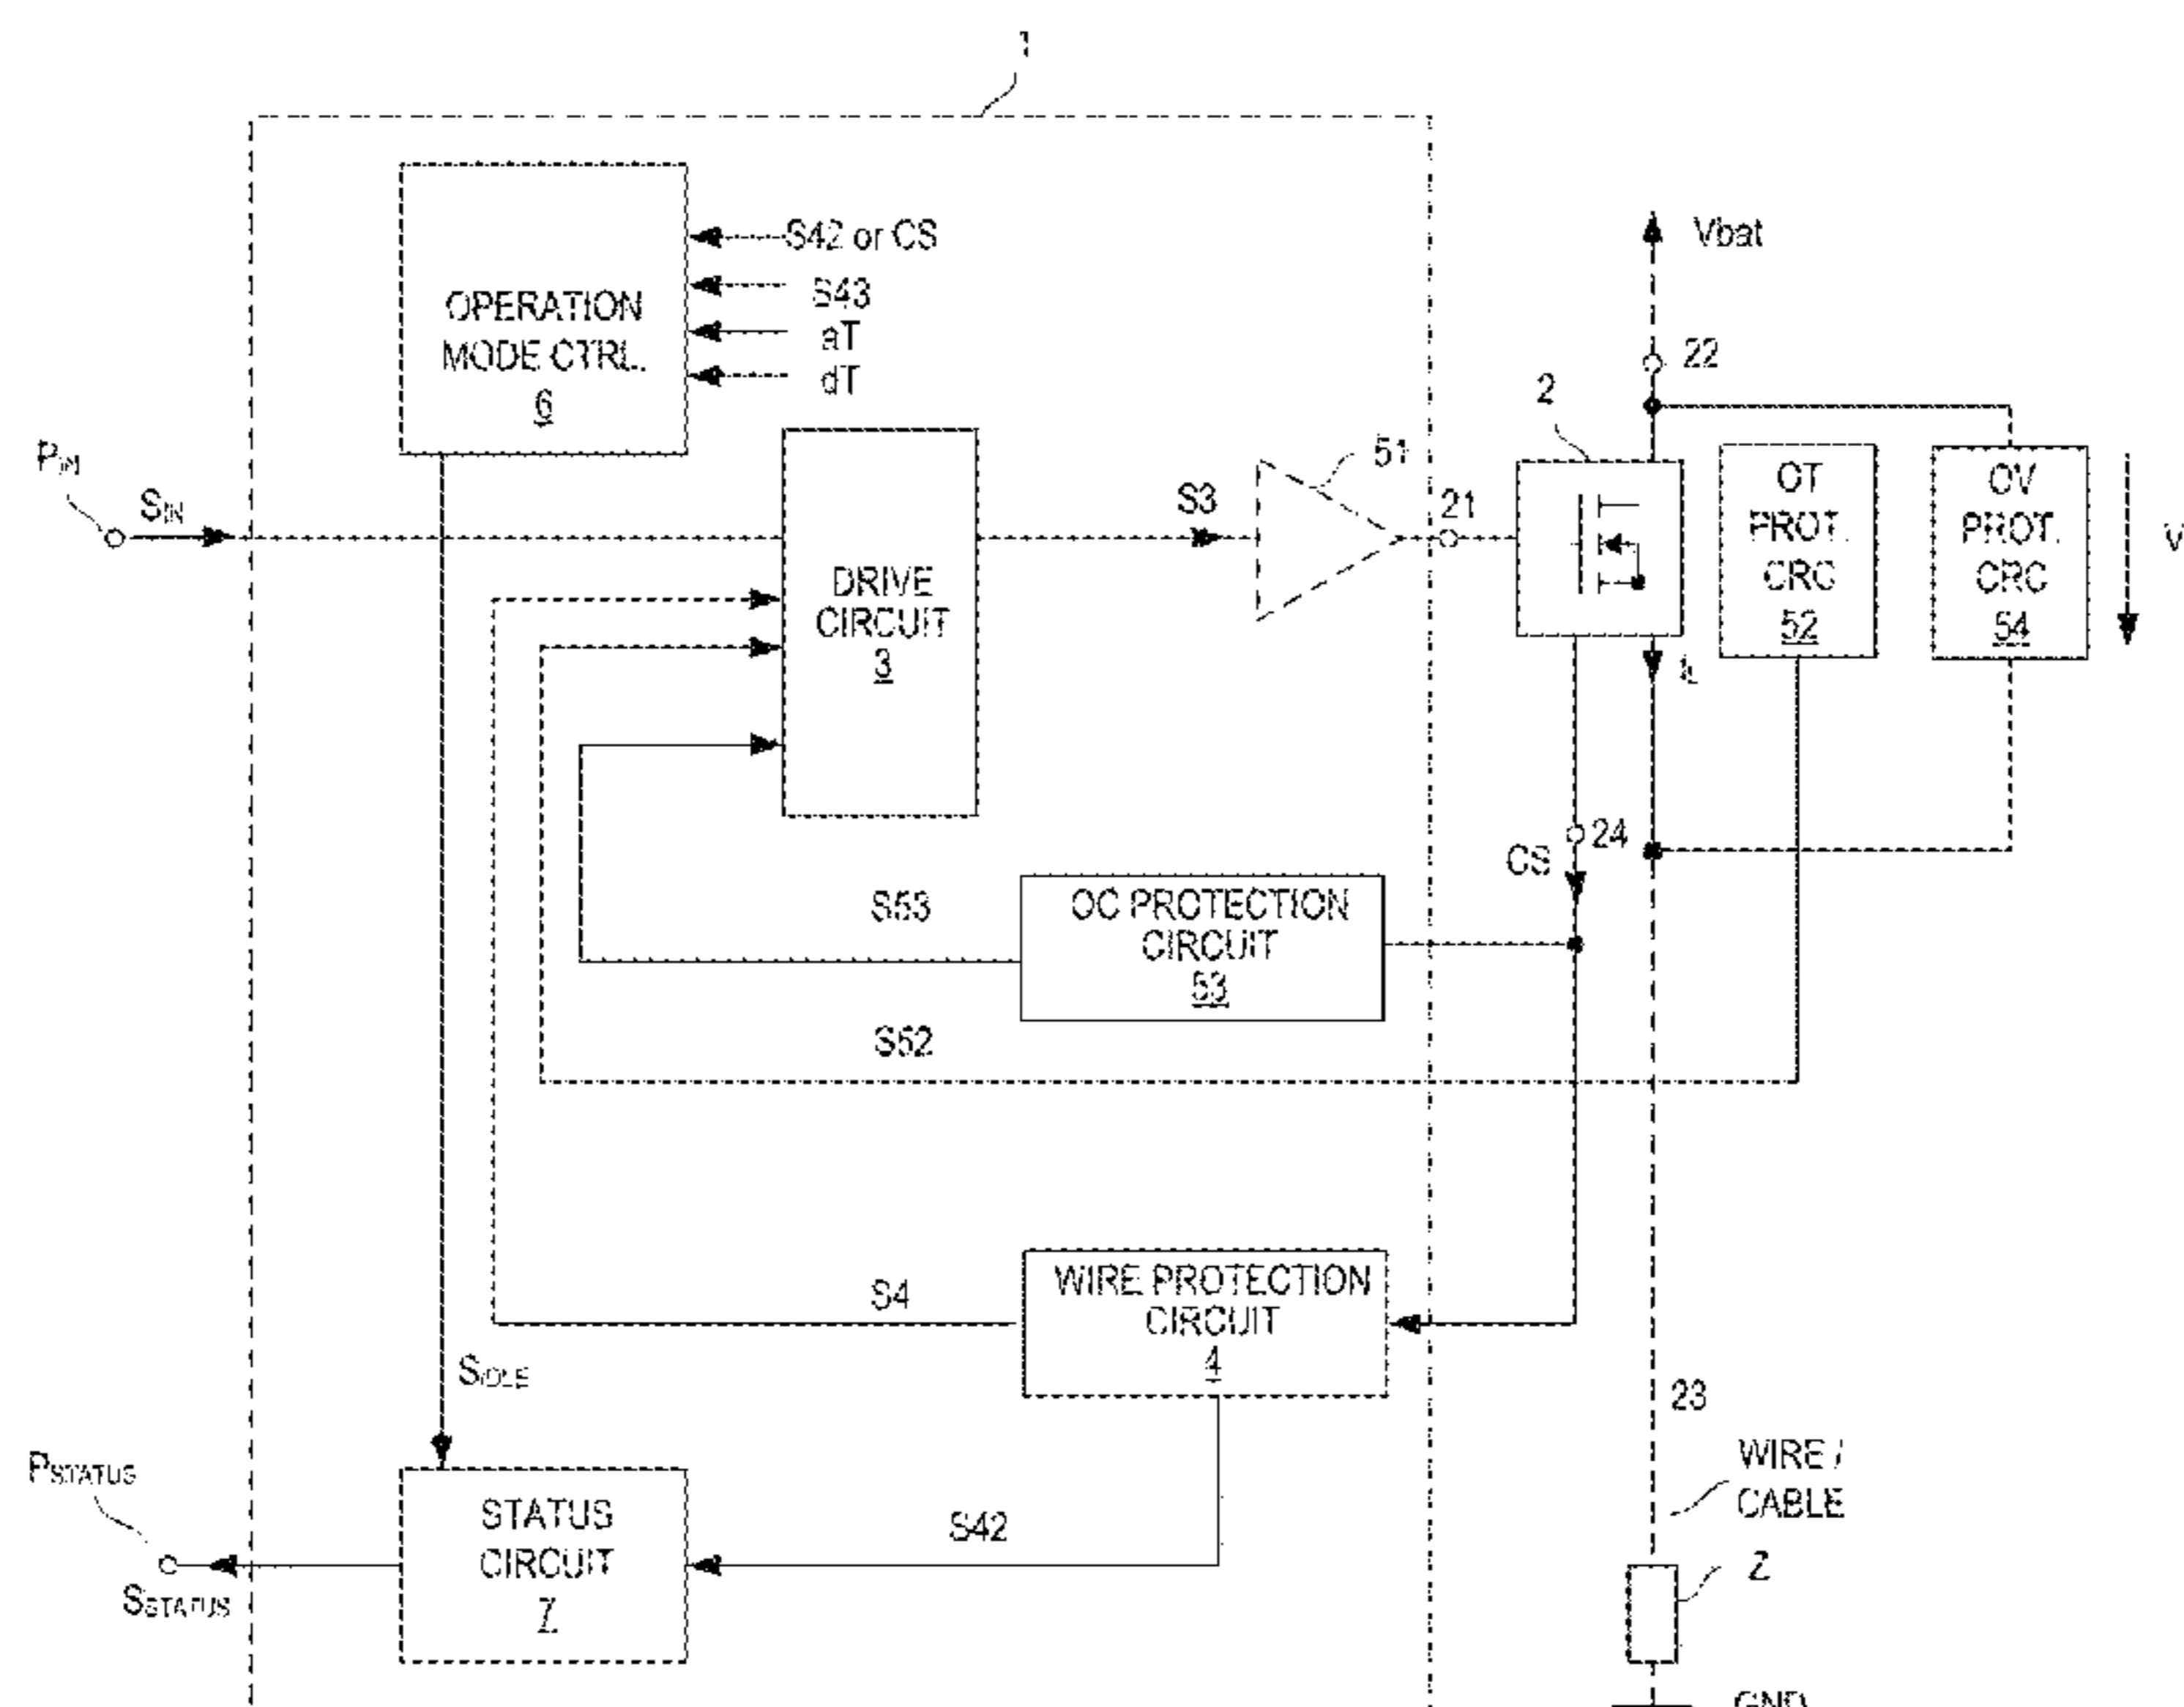 1
S42 or CS
S43
aT
dT
OPERATION
MODE CTRL.
6
Vbat
22
2
PIN
SIN
DRIVE
CIRCUIT
3
S3
51
21
OT
PROT.
CRC
52
OV
PROT.
CRC
54
V
24
CS
S53
OC PROTECTION
CIRCUIT
53
S52
S4
WIRE PROTECTION
CIRCUIT
4
SIDLE
23
WIRE /
CABLE
PSTATUS
SSTATUS
STATUS
CIRCUIT
7
S42
Z
GND